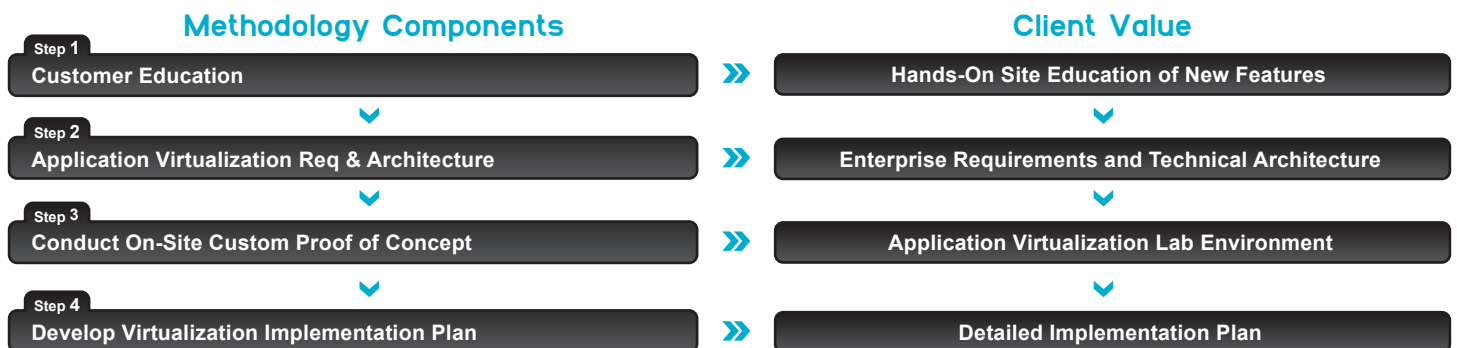 Methodology Components
Client Value
Step 1
Customer Education
Hands-On Site Education of New Features
Step 2
Application Virtualization Req & Architecture
Enterprise Requirements and Technical Architecture
Step 3
Conduct On-Site Custom Proof of Concept
Application Virtualization Lab Environment
Step 4
Develop Virtualization Implementation Plan
Detailed Implementation Plan